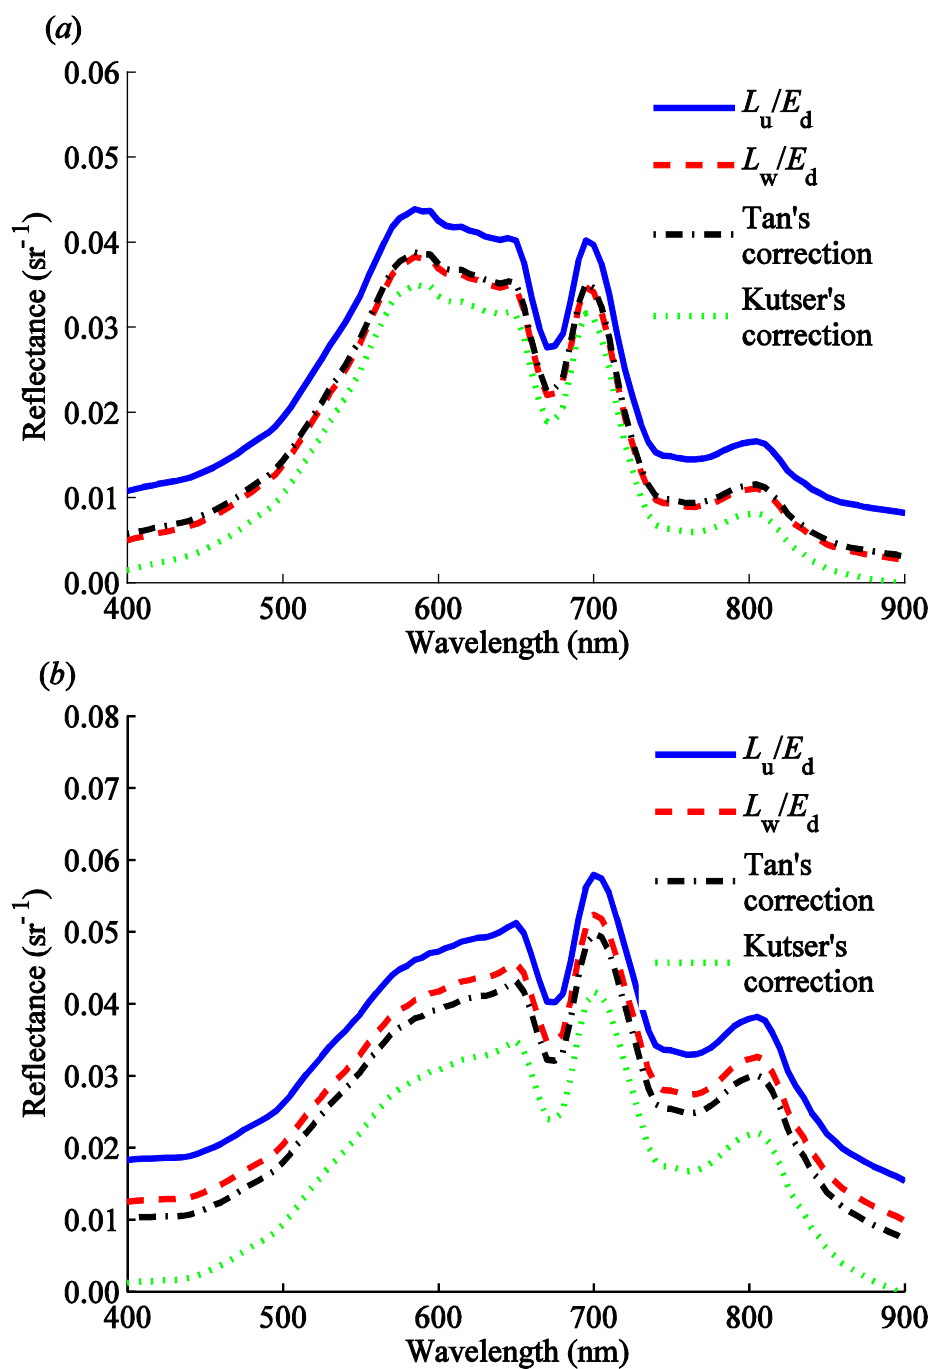 (a)
0.06
0.05
0.04
0.03
0.02
0.01
0.00
Reflectance (sr-1)
400 500 600 700 800 900
Wavelength (nm)
Lu/Ed
Lw/Ed
Tan's
correction
Kutser's
correction
(b)
0.08
0.07
0.06
0.05
0.04
0.03
0.02
0.01
0.00
Reflectance (sr-1)
400 500 600 700 800 900
Wavelength (nm)
Lu/Ed
Lw/Ed
Tan's
correction
Kutser's
correction